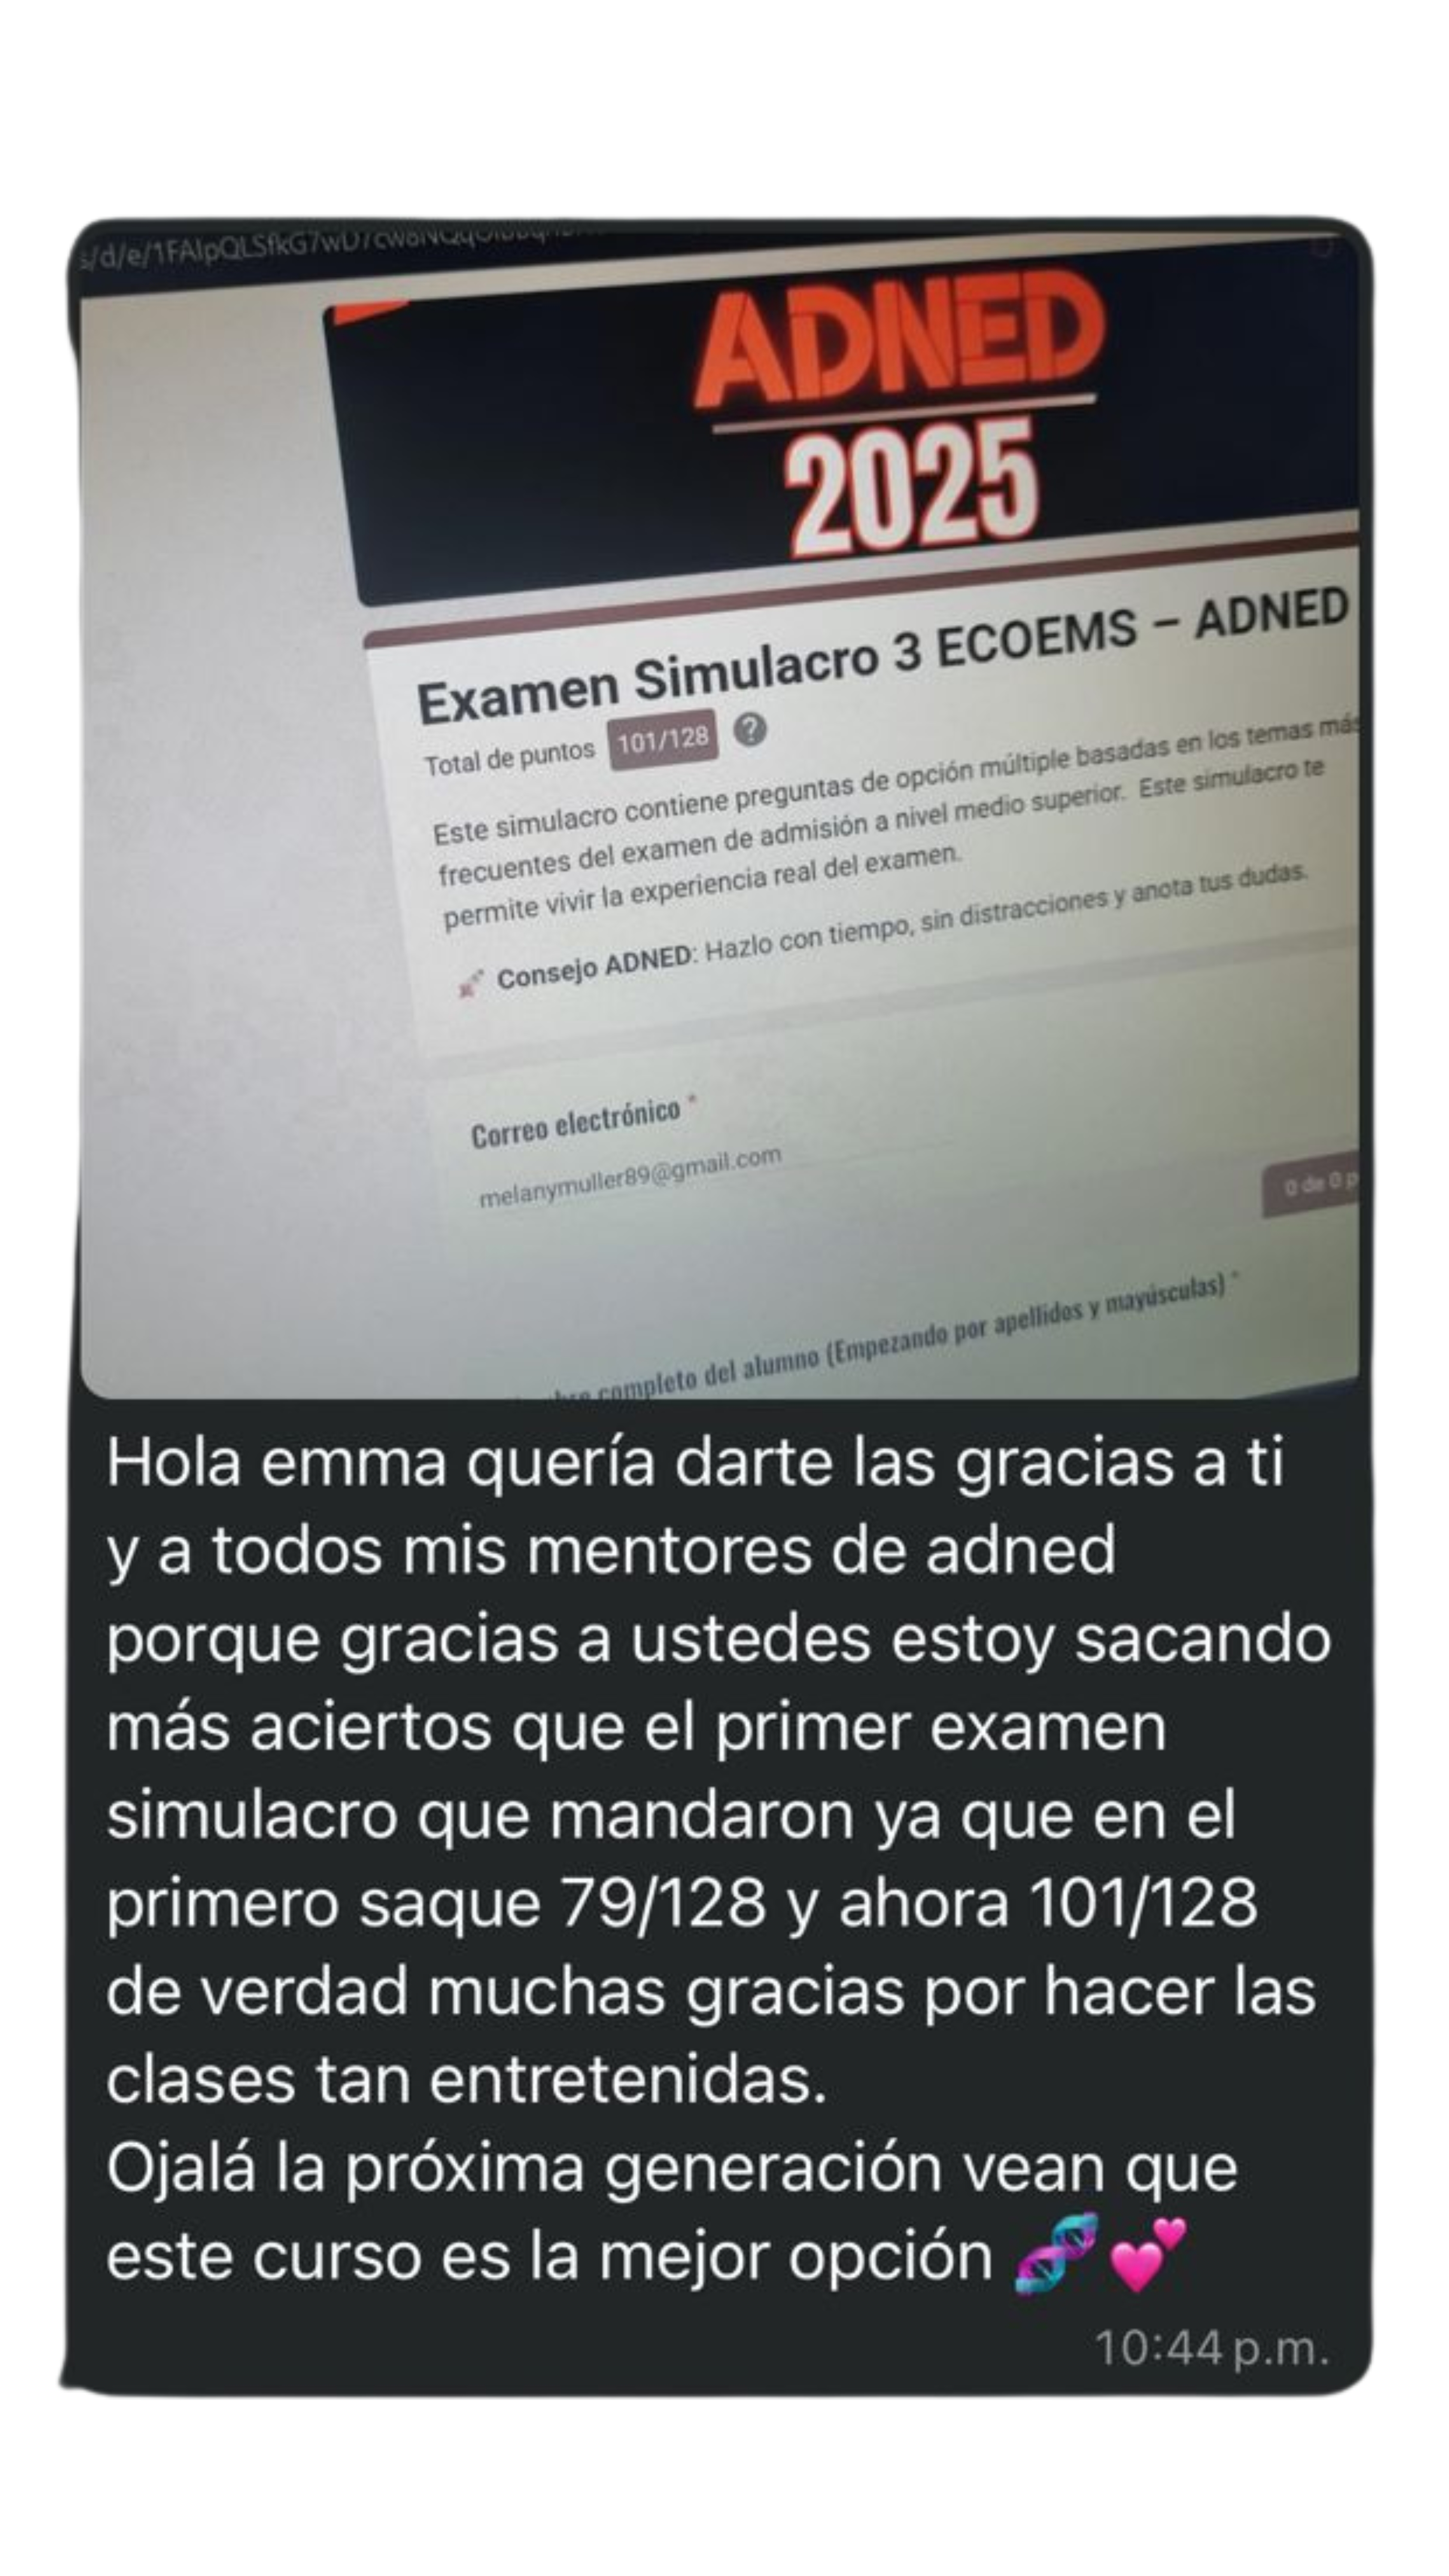 ADNED
2025
Examen Simulacro 3 ECOEMS – ADNED
Total de puntos 101/128 ?
Este simulacro contiene preguntas de opción múltiple basadas en los temas más
frecuentes del examen de admisión a nivel medio superior. Este simulacro te
permite vivir la experiencia real del examen.
🚀 Consejo ADNED: Hazlo con tiempo, sin distracciones y anota tus dudas.
Correo electrónico *
melanymuller89@gmail.com
0 de 0 p
completo del alumno (Empezando por apellidos y mayúsculas) *
Hola emma quería darte las gracias a ti
y a todos mis mentores de adned
porque gracias a ustedes estoy sacando
más aciertos que el primer examen
simulacro que mandaron ya que en el
primero saque 79/128 y ahora 101/128
de verdad muchas gracias por hacer las
clases tan entretenidas.
Ojalá la próxima generación vean que
este curso es la mejor opción 🧬💕
10:44 p.m.